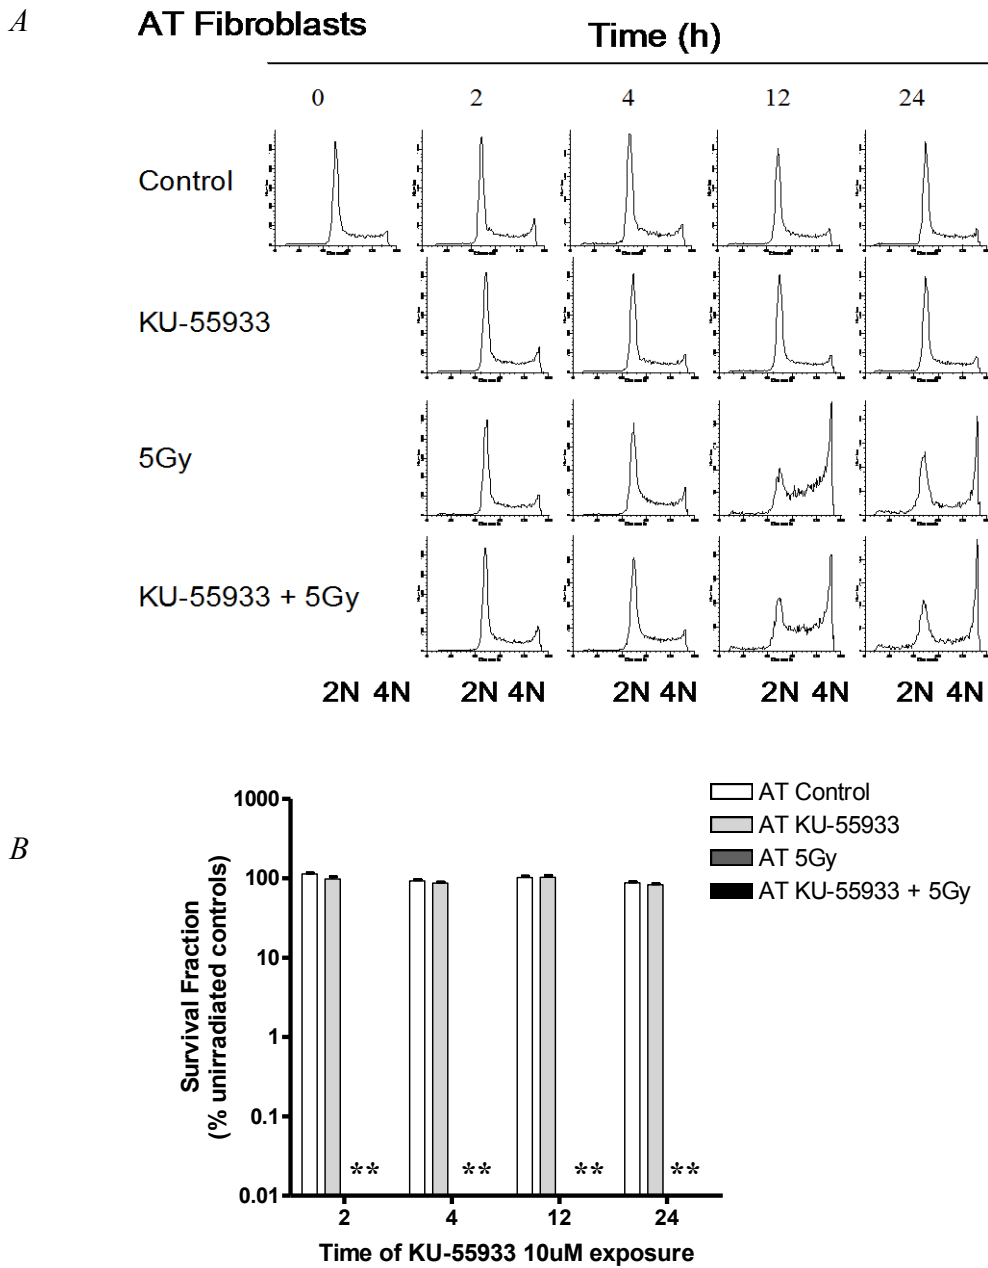 A
AT Fibroblasts
Time (h)
0 2 4 12 24
Control
KU-55933
5Gy
KU-55933 + 5Gy
2N 4N 2N 4N 2N 4N 2N 4N 2N 4N
B
Survival Fraction
(% unirradiated controls)
1000
100
10
1
0.1
0.01
** ** ** **
2 4 12 24
Time of KU-55933 10uM exposure
AT Control
AT KU-55933
AT 5Gy
AT KU-55933 + 5Gy